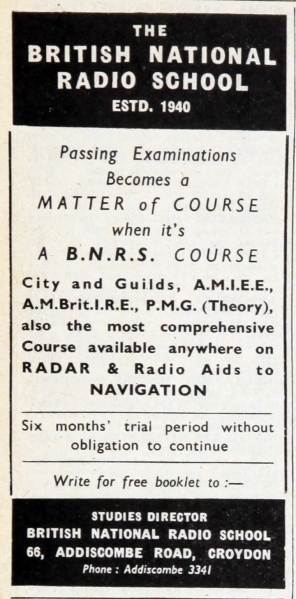 THE
BRITISH NATIONAL
RADIO SCHOOL
ESTD. 1940
Passing Examinations
Becomes a
MATTER of COURSE
when it's
A B.N.R.S. COURSE
City and Guilds, A.M.I.E.E.,
A.M.Brit.I.R.E., P.M.G. (Theory),
also the most comprehensive
Course available anywhere on
RADAR & Radio Aids to
NAVIGATION
Six months' trial period without
obligation to continue
Write for free booklet to :—
STUDIES DIRECTOR
BRITISH NATIONAL RADIO SCHOOL
66, ADDISCOMBE ROAD, CROYDON
Phone : Addiscombe 3341